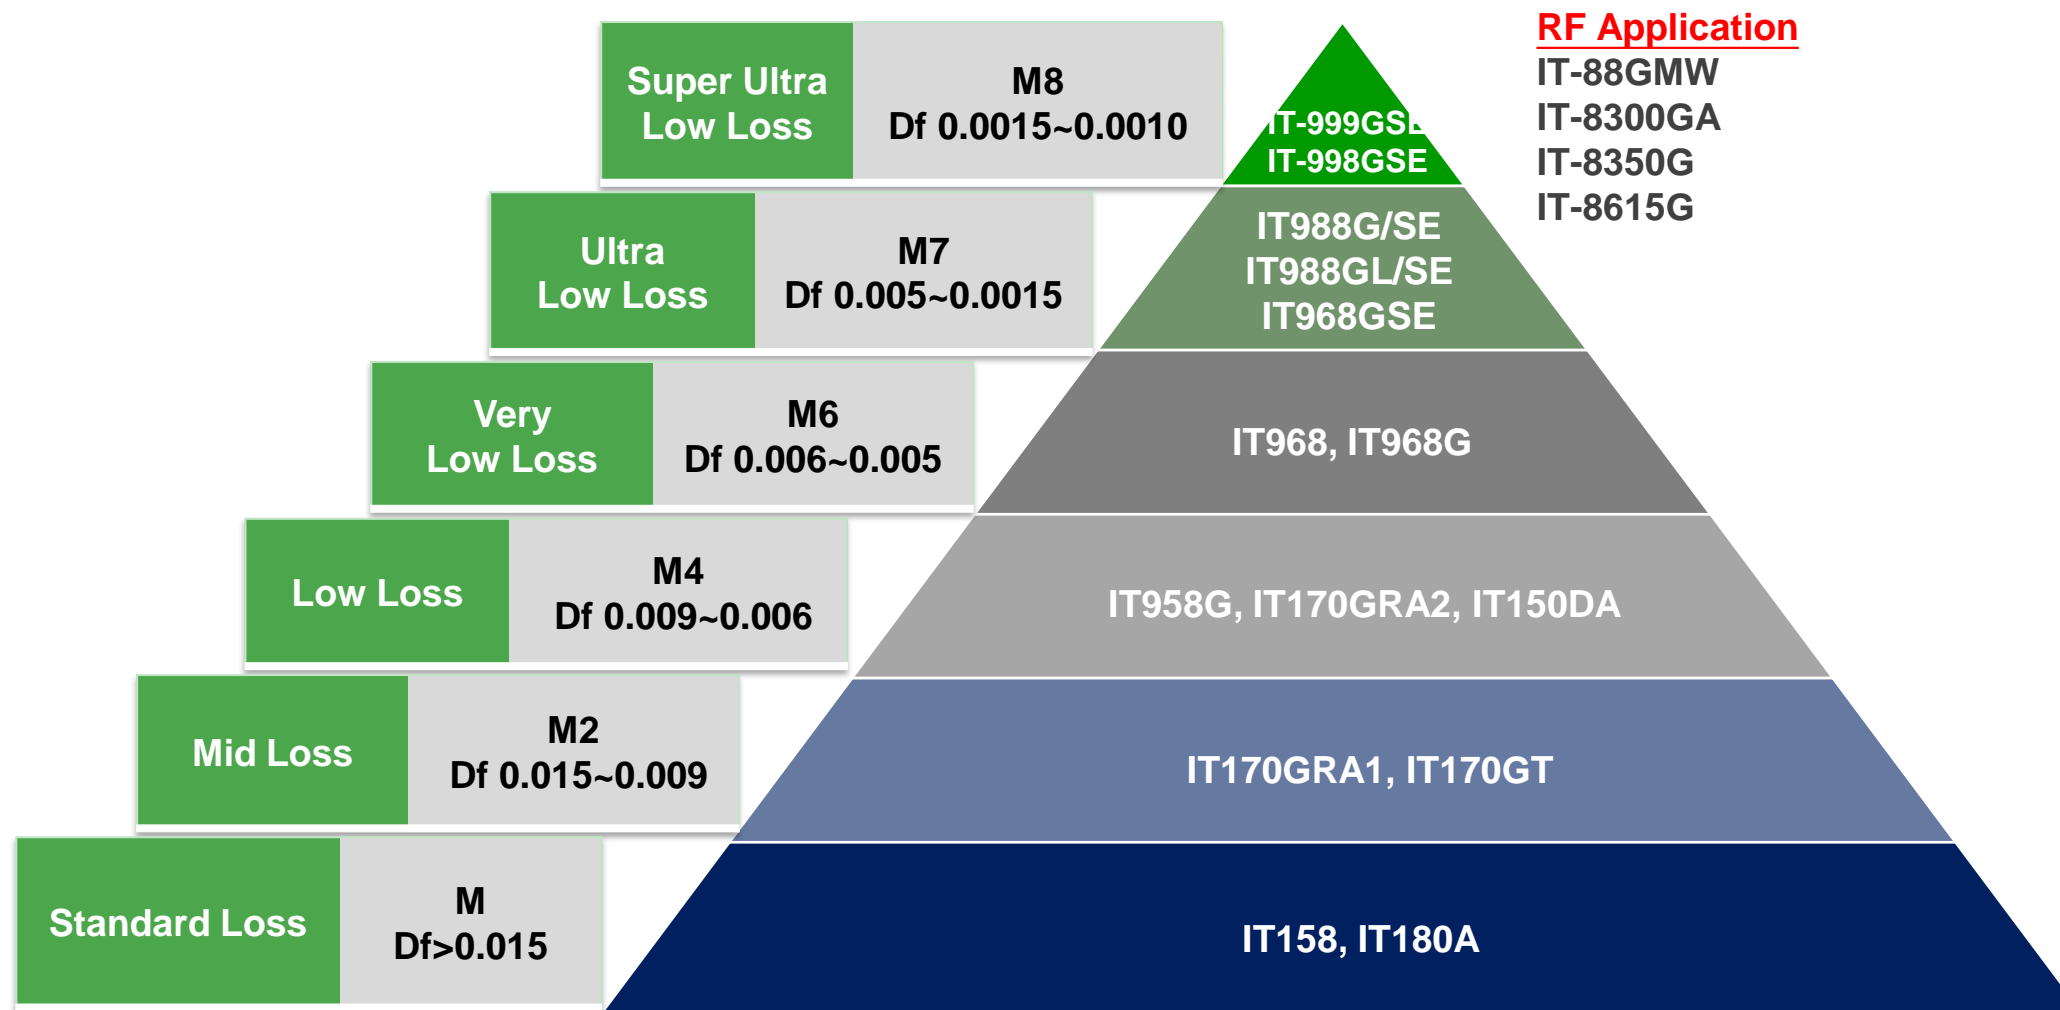 RF Application
IT-88GMW
IT-8300GA
IT-8350G
IT-8615G
Super Ultra
Low Loss
M8
Df 0.0015~0.0010
IT-999GSE
IT-998GSE
Ultra
Low Loss
M7
Df 0.005~0.0015
IT988G/SE
IT988GL/SE
IT968GSE
Very
Low Loss
M6
Df 0.006~0.005
IT968, IT968G
Low Loss
M4
Df 0.009~0.006
IT958G, IT170GRA2, IT150DA
Mid Loss
M2
Df 0.015~0.009
IT170GRA1, IT170GT
Standard Loss
M
Df>0.015
IT158, IT180A